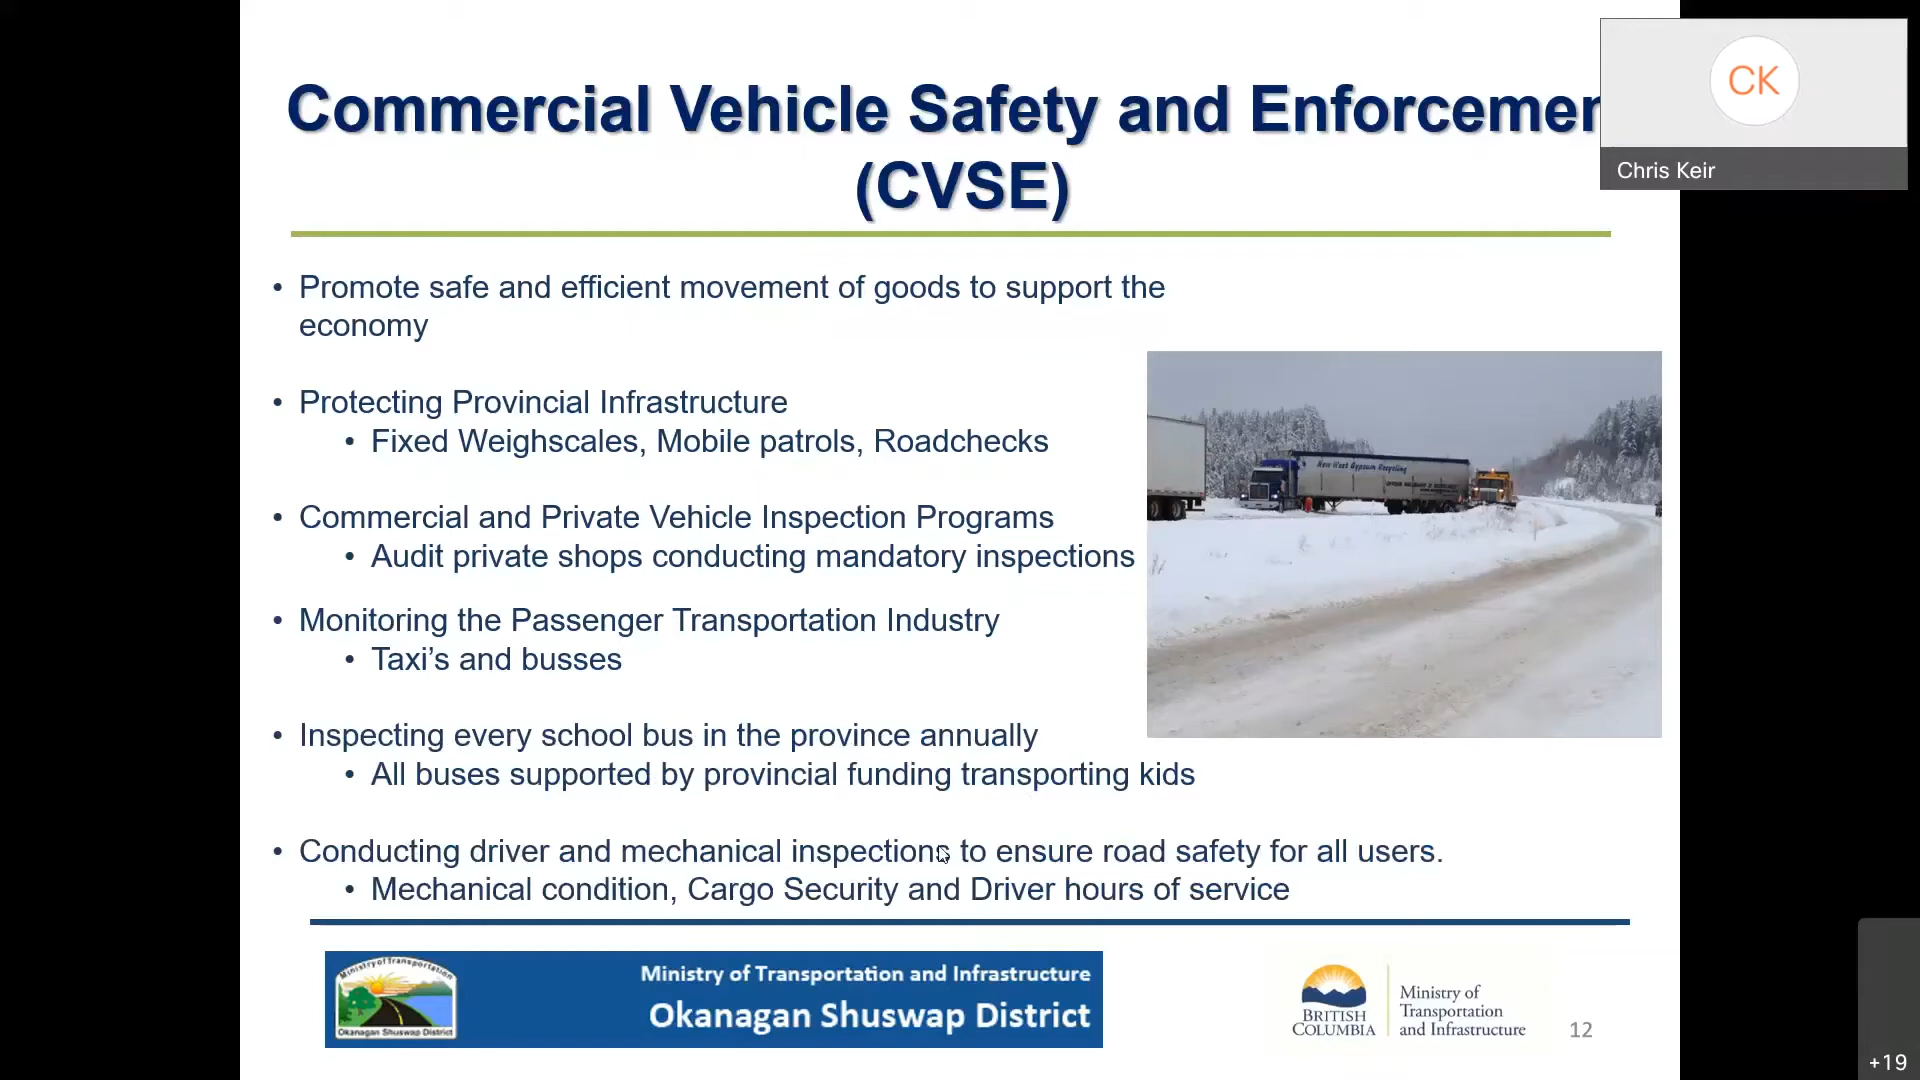 Commercial Vehicle Safety and Enforcemen
(CVSE)
CK
Chris Keir
• Promote safe and efficient movement of goods to support the
economy
• Protecting Provincial Infrastructure
• Fixed Weighscales, Mobile patrols, Roadchecks
• Commercial and Private Vehicle Inspection Programs
• Audit private shops conducting mandatory inspections
• Monitoring the Passenger Transportation Industry
• Taxi’s and busses
• Inspecting every school bus in the province annually
• All buses supported by provincial funding transporting kids
• Conducting driver and mechanical inspections to ensure road safety for all users.
• Mechanical condition, Cargo Security and Driver hours of service
New West Gypsum Recycling
Ministry of Transportation
Okanagan Shuswap District
Ministry of Transportation and Infrastructure
Okanagan Shuswap District
BRITISH
COLUMBIA
Ministry of
Transportation
and Infrastructure
12
+19